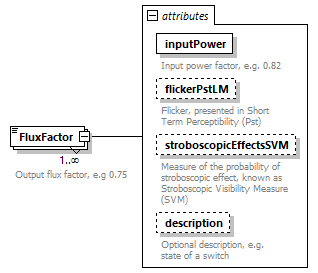 attributes
inputPower
Input power factor, e.g. 0.82
flickerPstLM
Flicker, presented in Short
Term Perceptibility (Pst)
FluxFactor
1..∞
Output flux factor, e.g 0.75
stroboscopicEffectsSVM
Measure of the probability of
stroboscopic effect, known as
Stroboscopic Visibility Measure
(SVM)
description
Optional description, e.g.
state of a switch